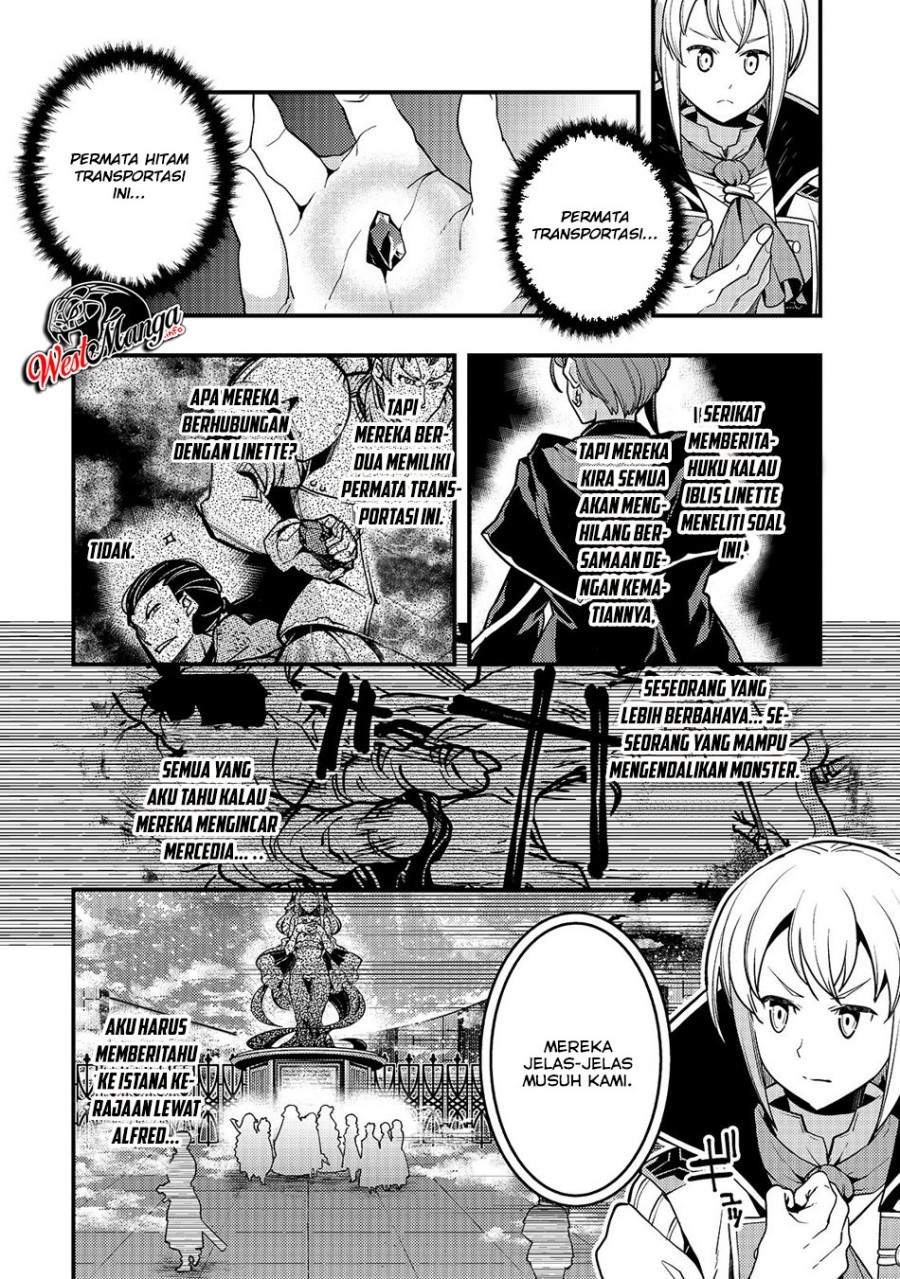 PERMATA
TRANSPORTASI...
PERMATA HITAM
TRANSPORTASI
INI...
WestManga
.info
SERIKAT
MEMBERITA-
HUKU KALAU
IBLIS LINETTE
MENELITI SOAL
INI,
TAPI MEREKA
KIRA SEMUA
AKAN MENG-
HILANG BER-
SAMAAN DE-
NGAN KEMA-
TIANNYA,
TAPI
MEREKA BER-
DUA MEMILIKI
PERMATA TRANS-
PORTASI INI.
APA MEREKA
BERHUBUNGAN
DENGAN LINETTE?
TIDAK.
SESEORANG YANG
LEBIH BERBAHAYA... SE-
SEORANG YANG MAMPU
MENGENDALIKAN MONSTER.
SEMUA YANG
AKU TAHU KALAU
MEREKA MENGINCAR
MERCEDIA... ..
MEREKA
JELAS-JELAS
MUSUH KAMI.
AKU HARUS
MEMBERITAHU
KE ISTANA KE-
RAJAAN LEWAT
ALFRED...
ギュッ